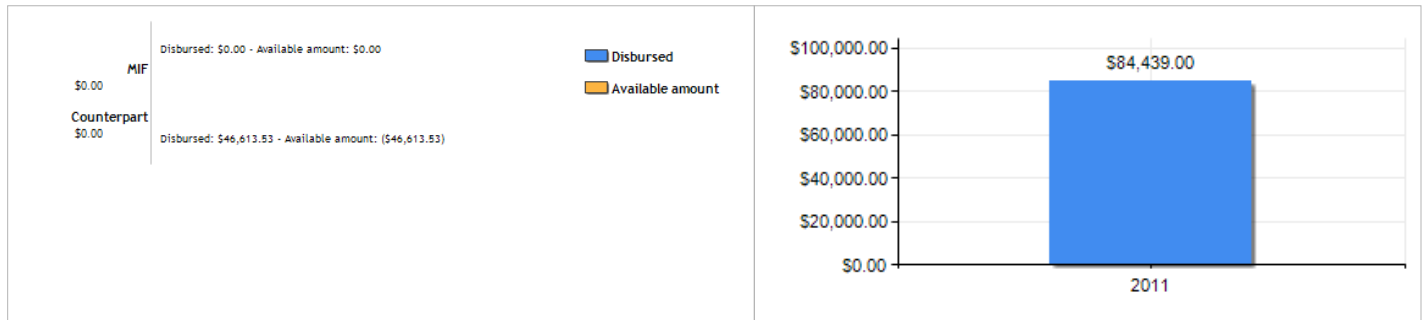 Disbursed: $0.00 - Available amount: $0.00
MIF
$0.00
Counterpart
$0.00
Disbursed: $46,613.53 - Available amount: ($46,613.53)
Disbursed
Available amount
$100,000.00
$84,439.00
$80,000.00
$60,000.00
$40,000.00
$20,000.00
$0.00
2011